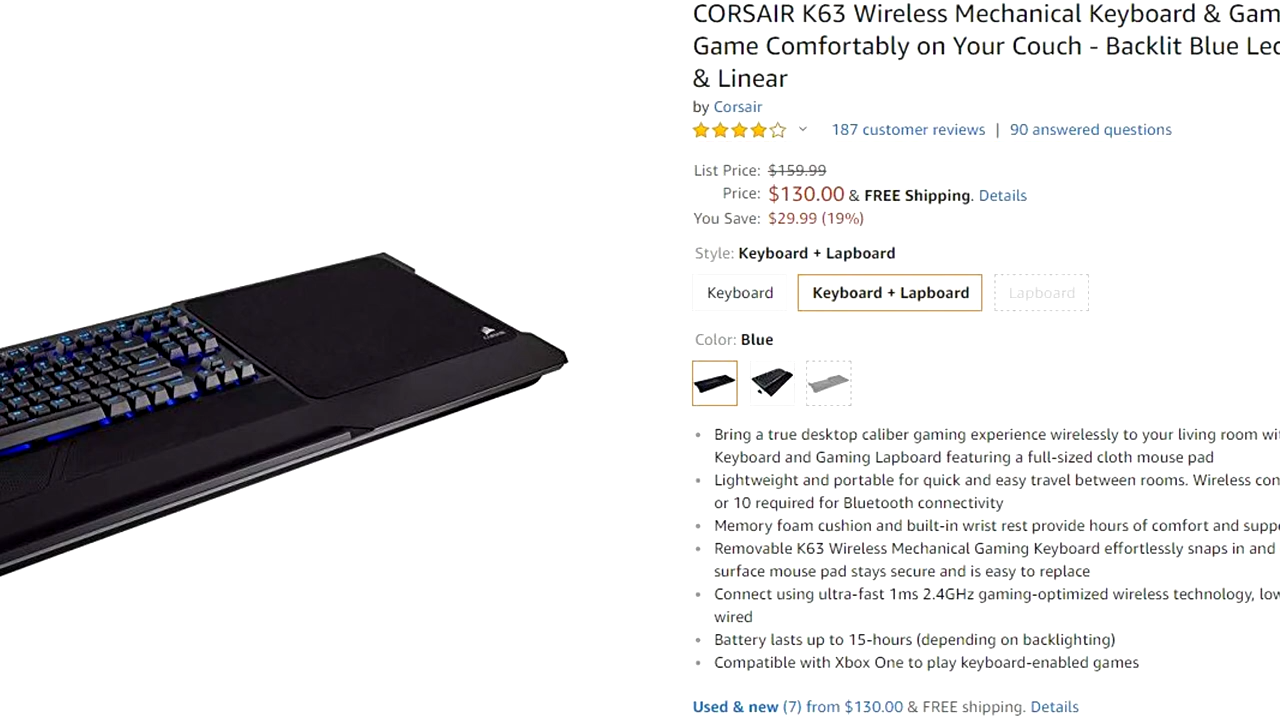 CORSAIR K63 Wireless Mechanical Keyboard & Gam
Game Comfortably on Your Couch - Backlit Blue Led
& Linear
by Corsair
187 customer reviews | 90 answered questions
List Price: $159.99
Price: $130.00 & FREE Shipping. Details
You Save: $29.99 (19%)
Style: Keyboard + Lapboard
Keyboard Keyboard + Lapboard Lapboard
Color: Blue
CORSAIR
• Bring a true desktop caliber gaming experience wirelessly to your living room wi
Keyboard and Gaming Lapboard featuring a full-sized cloth mouse pad
• Lightweight and portable for quick and easy travel between rooms. Wireless con
or 10 required for Bluetooth connectivity
• Memory foam cushion and built-in wrist rest provide hours of comfort and supp
• Removable K63 Wireless Mechanical Gaming Keyboard effortlessly snaps in and
surface mouse pad stays secure and is easy to replace
• Connect using ultra-fast 1ms 2.4GHz gaming-optimized wireless technology, low
wired
• Battery lasts up to 15-hours (depending on backlighting)
• Compatible with Xbox One to play keyboard-enabled games
Used & new (7) from $130.00 & FREE shipping. Details